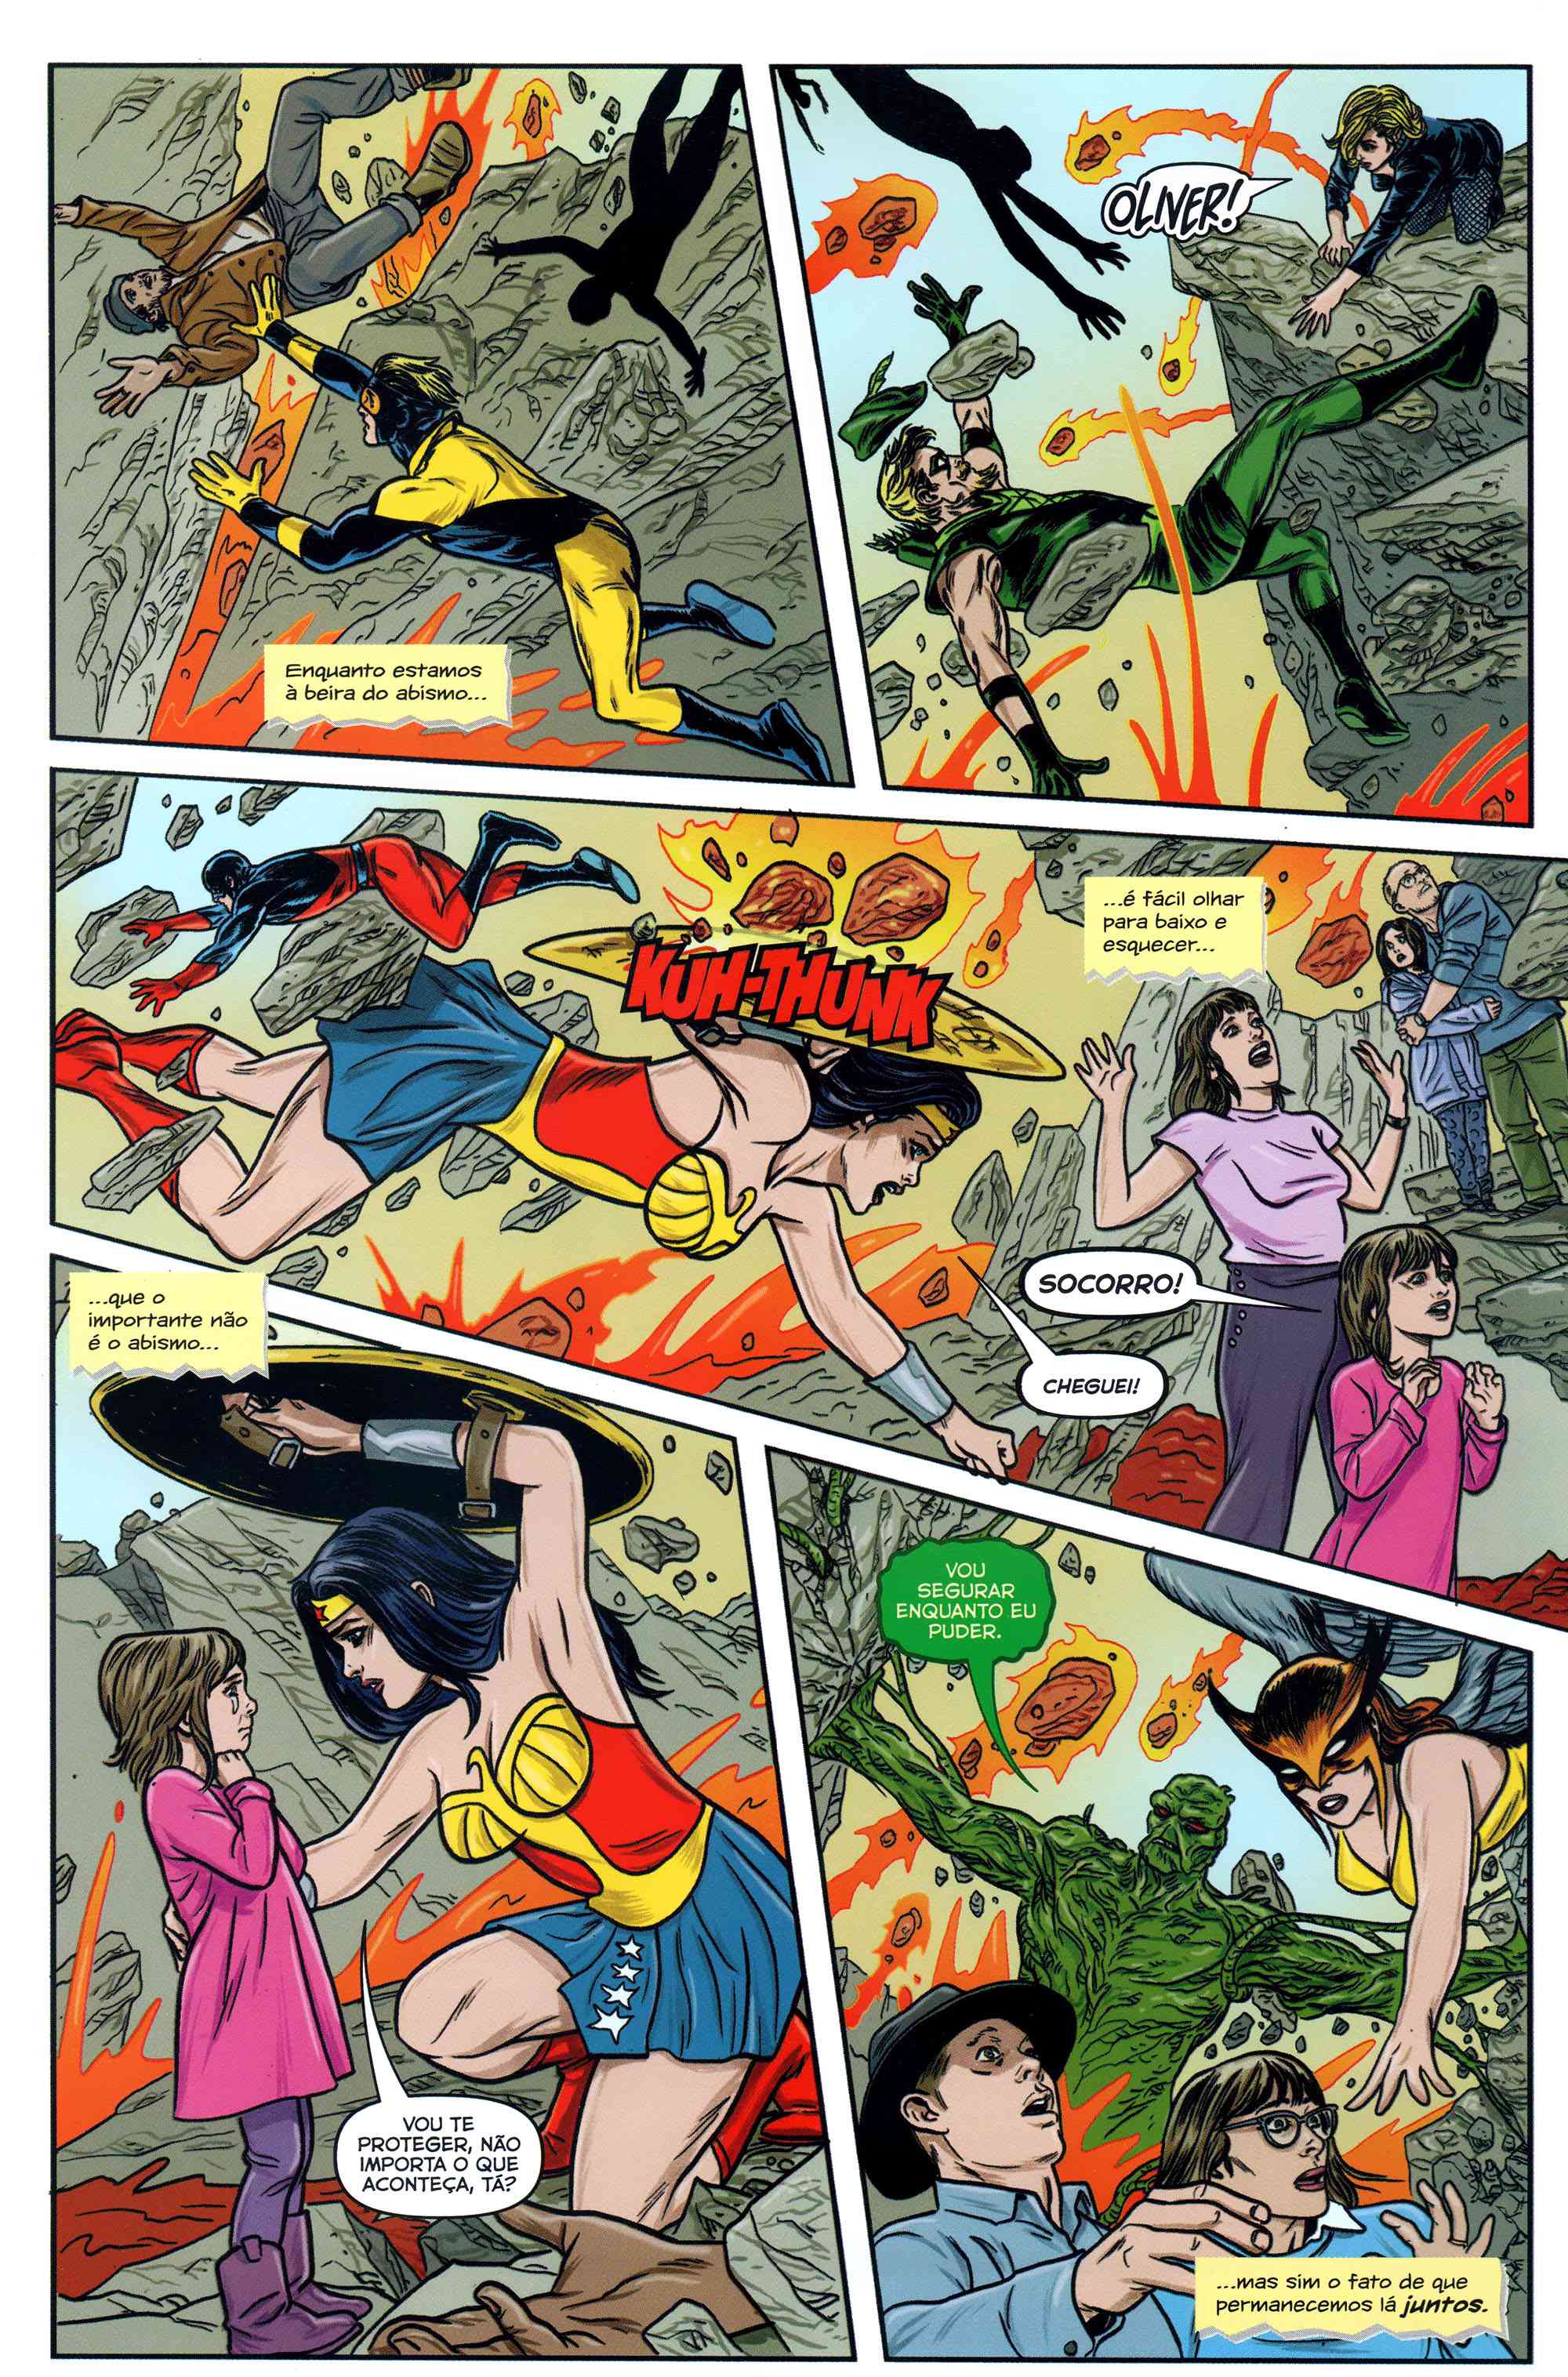 Enquanto estamos
à beira do abismo...
OLIVER!
KUH-THUNK
...é fácil olhar
para baixo e
esquecer...
SOCORRO!
CHEGUEI!
...que o
importante não
é o abismo...
VOU TE
PROTEGER, NÃO
IMPORTA O QUE
ACONTEÇA, TÁ?
VOU
SEGURAR
ENQUANTO EU
PUDER.
...mas sim o fato de que
permanecemos lá juntos.